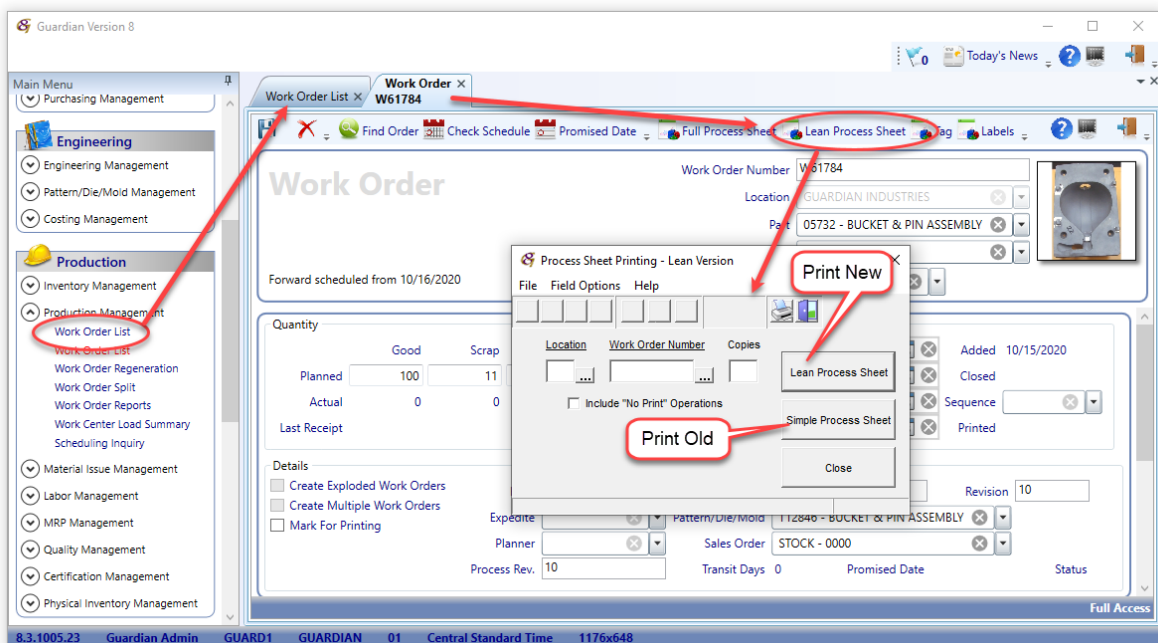 Guardian Version 8
0 Today's News
Main Menu
Purchasing Management
Engineering
Engineering Management
Pattern/Die/Mold Management
Costing Management
Production
Inventory Management
Production Management
Work Order List
Work Order List
Work Order Regeneration
Work Order Split
Work Order Reports
Work Center Load Summary
Scheduling Inquiry
Material Issue Management
Labor Management
MRP Management
Quality Management
Certification Management
Physical Inventory Management
Work Order List
Work Order
W61784
Find Order Check Schedule Promised Date Full Process Sheet Lean Process Sheet Tag Labels
Work Order
Work Order Number W61784
Location GUARDIAN INDUSTRIES
Part 05732 - BUCKET & PIN ASSEMBLY
Forward scheduled from 10/16/2020
Process Sheet Printing - Lean Version
File Field Options Help
Print New
Location Work Order Number Copies
... ...
Lean Process Sheet
Include "No Print" Operations
Simple Process Sheet
Print Old
Close
Quantity
Good Scrap
Planned 100 11
Actual 0 0
Last Receipt
Added 10/15/2020
Closed
Sequence
Printed
Details
Create Exploded Work Orders
Create Multiple Work Orders
Mark For Printing
Revision 10
Expedite Pattern/Die/Mold 112846 - BUCKET & PIN ASSEMBLY
Planner Sales Order STOCK - 0000
Process Rev. 10 Transit Days 0 Promised Date Status
Full Access
8.3.1005.23 Guardian Admin GUARD1 GUARDIAN 01 Central Standard Time 1176x648